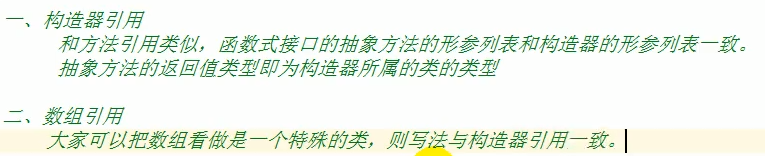 一、构造器引用
和方法引用类似，函数式接口的抽象方法的形参列表和构造器的形参列表一致。
抽象方法的返回值类型即为构造器所属的类的类型
二、数组引用
大家可以把数组看做是一个特殊的类，则写法与构造器引用一致。